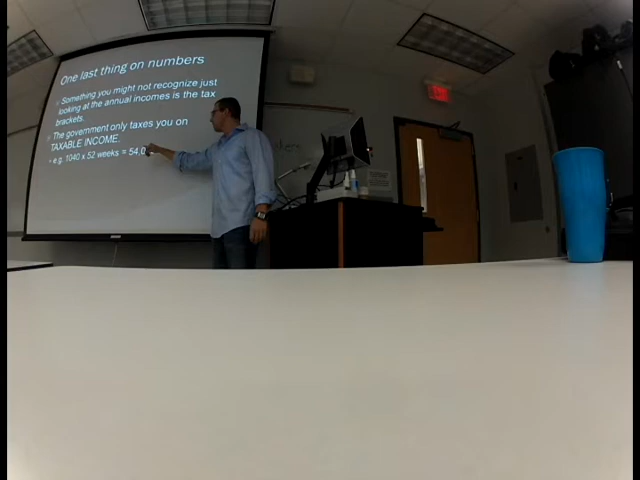 One last thing on numbers
Something you might not recognize just
looking at the annual incomes is the tax
brackets.
The government only taxes you on
TAXABLE INCOME.
- e.g. 1040 x 52 weeks = 54,0
EXIT